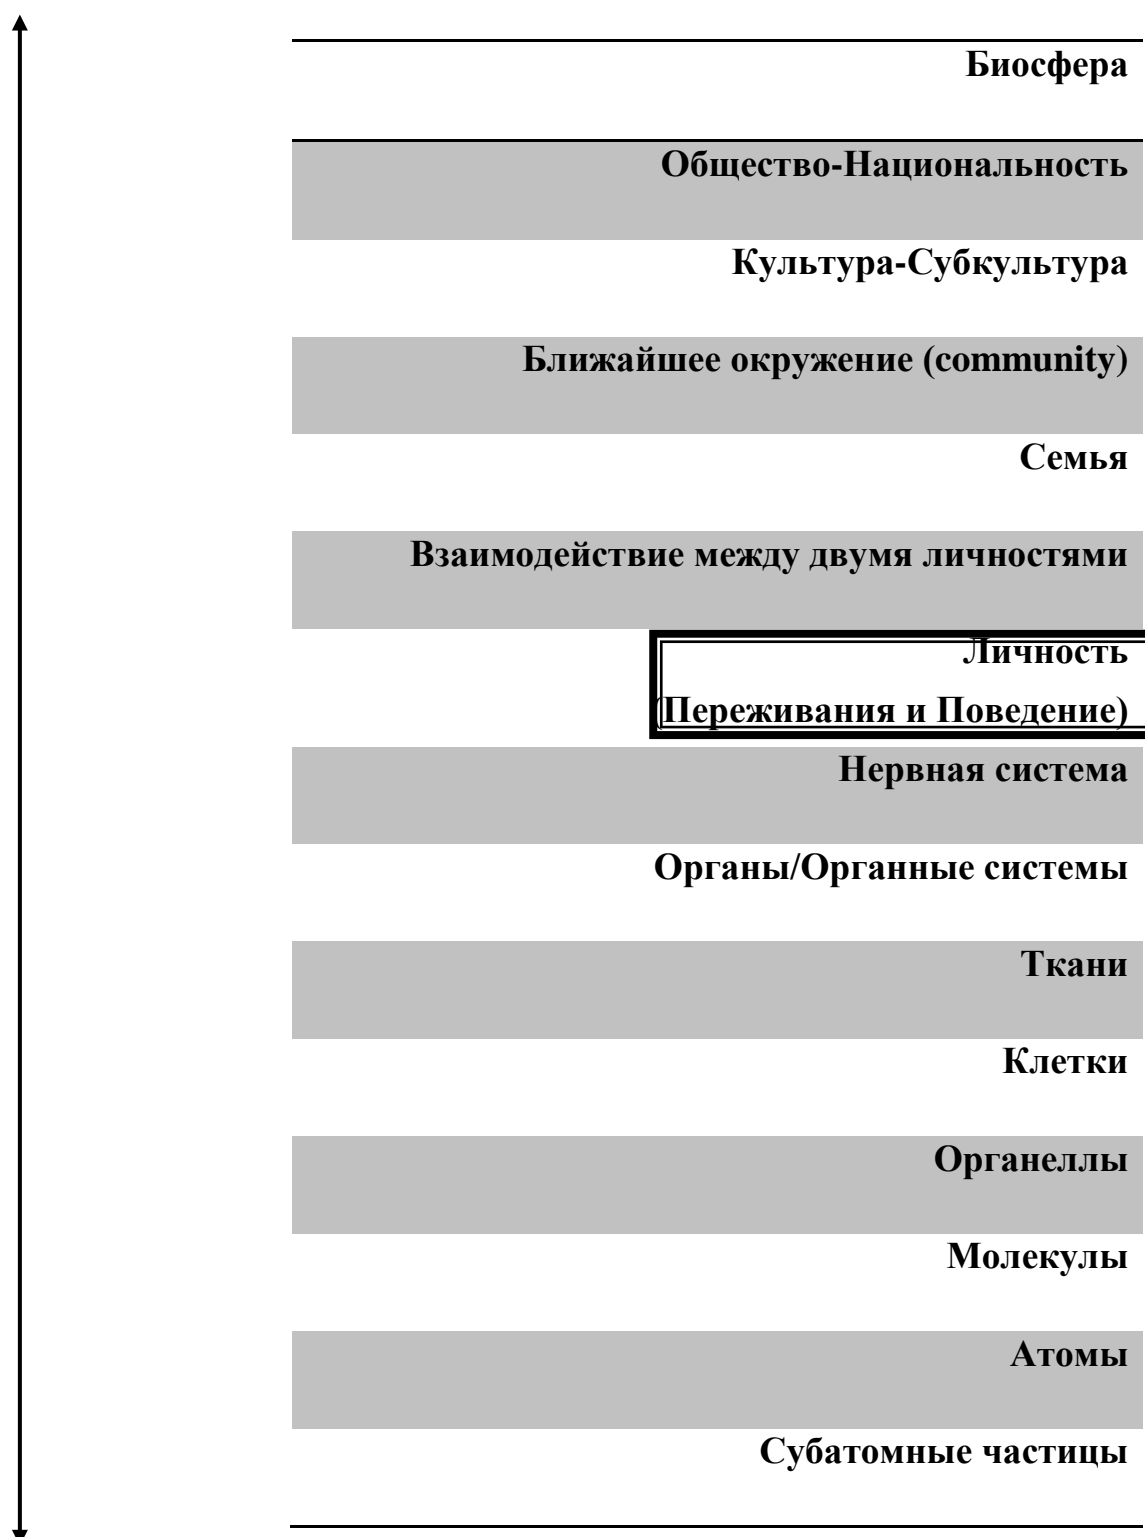 Биосфера
Общество-Национальность
Культура-Субкультура
Ближайшее окружение (community)
Семья
Взаимодействие между двумя личностями
Личность
(Переживания и Поведение)
Нервная система
Органы/Органные системы
Ткани
Клетки
Органеллы
Молекулы
Атомы
Субатомные частицы